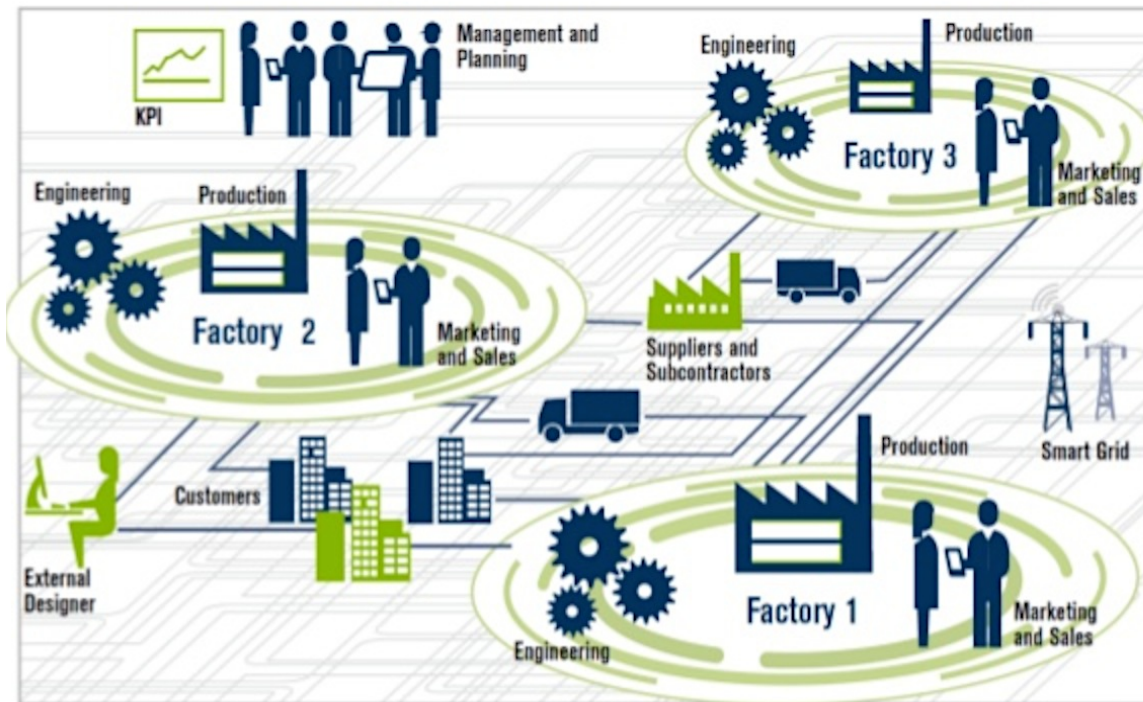 Management and
Planning
KPI
Engineering
Production
Factory 3
Marketing
and Sales
Engineering
Production
Factory 2
Marketing
and Sales
Suppliers and
Subcontractors
Smart Grid
Customers
External
Designer
Production
Engineering
Factory 1
Marketing
and Sales